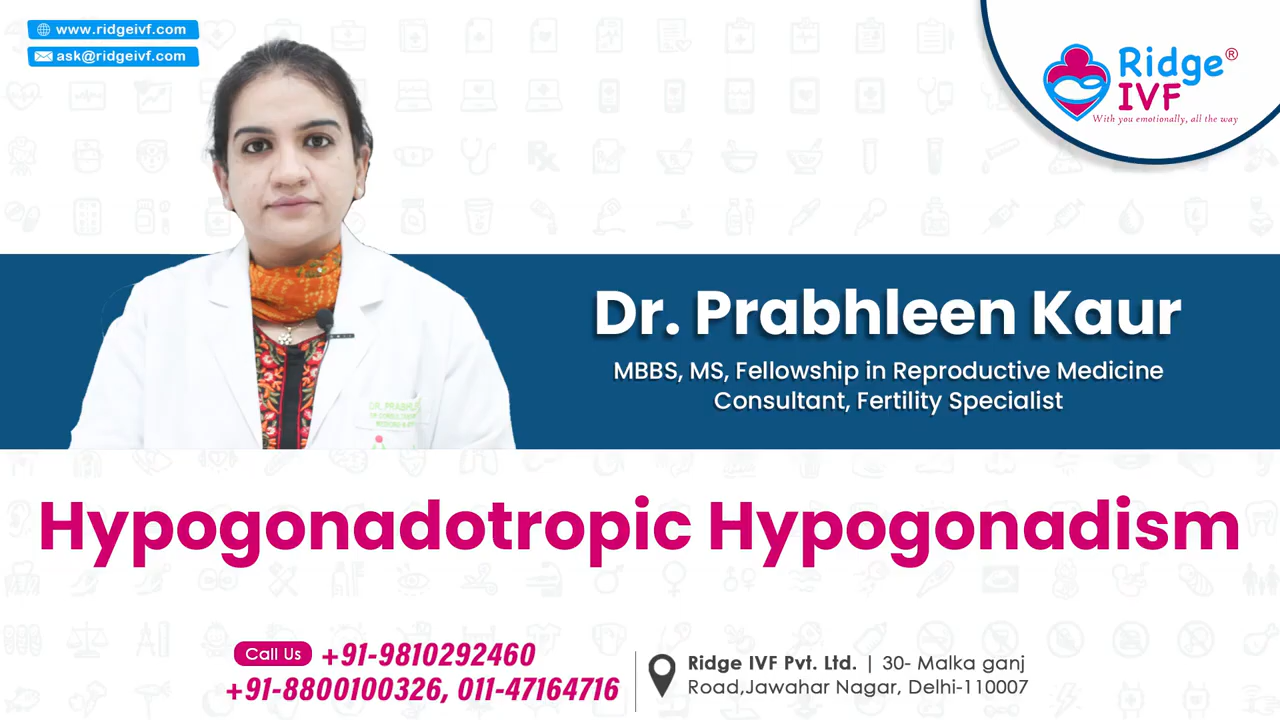 www.ridgeivf.com
ask@ridgeivf.com
Ridge®
IVF
With you emotionally, all the way
Dr. Prabhleen Kaur
MBBS, MS, Fellowship in Reproductive Medicine
Consultant, Fertility Specialist
DR. PRABHL
Hypogonadotropic Hypogonadism
Call Us +91-9810292460
+91-8800100326, 011-47164716
Ridge IVF Pvt. Ltd. | 30- Malka ganj
Road,Jawahar Nagar, Delhi-110007